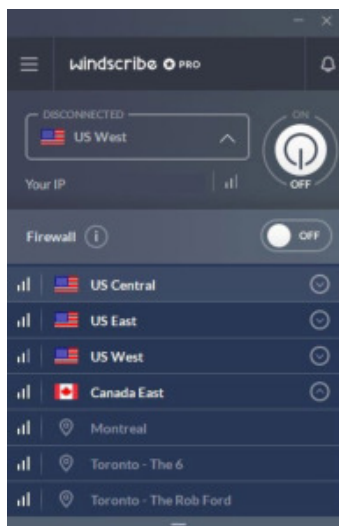 windscribe PRO
DISCONNECTED
US West
ON
OFF
Your IP
Firewall i OFF
US Central
US East
US West
Canada East
Montreal
Toronto - The 6
Toronto - The Rob Ford